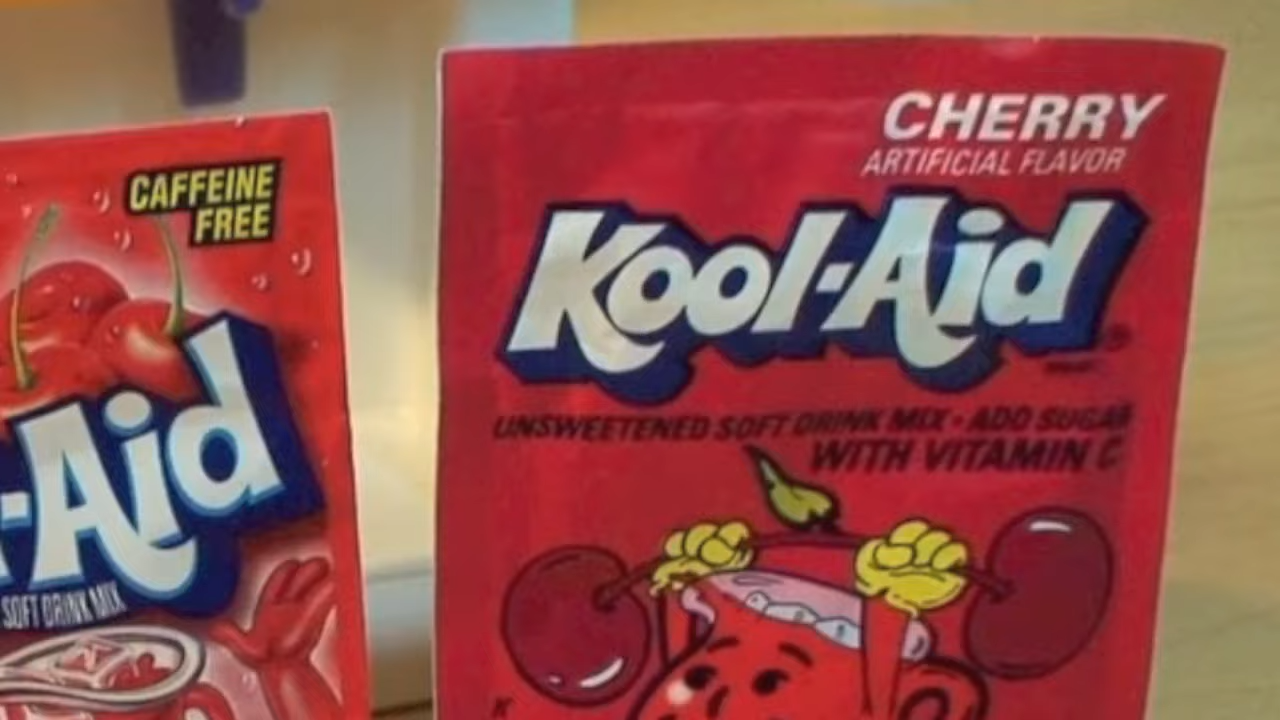 CAFFEINE
FREE
-Aid
SOFT DRINK MIX
CHERRY
ARTIFICIAL FLAVOR
Kool-Aid
UNSWEETENED SOFT DRINK MIX - ADD SUGAR
WITH VITAMIN C
K